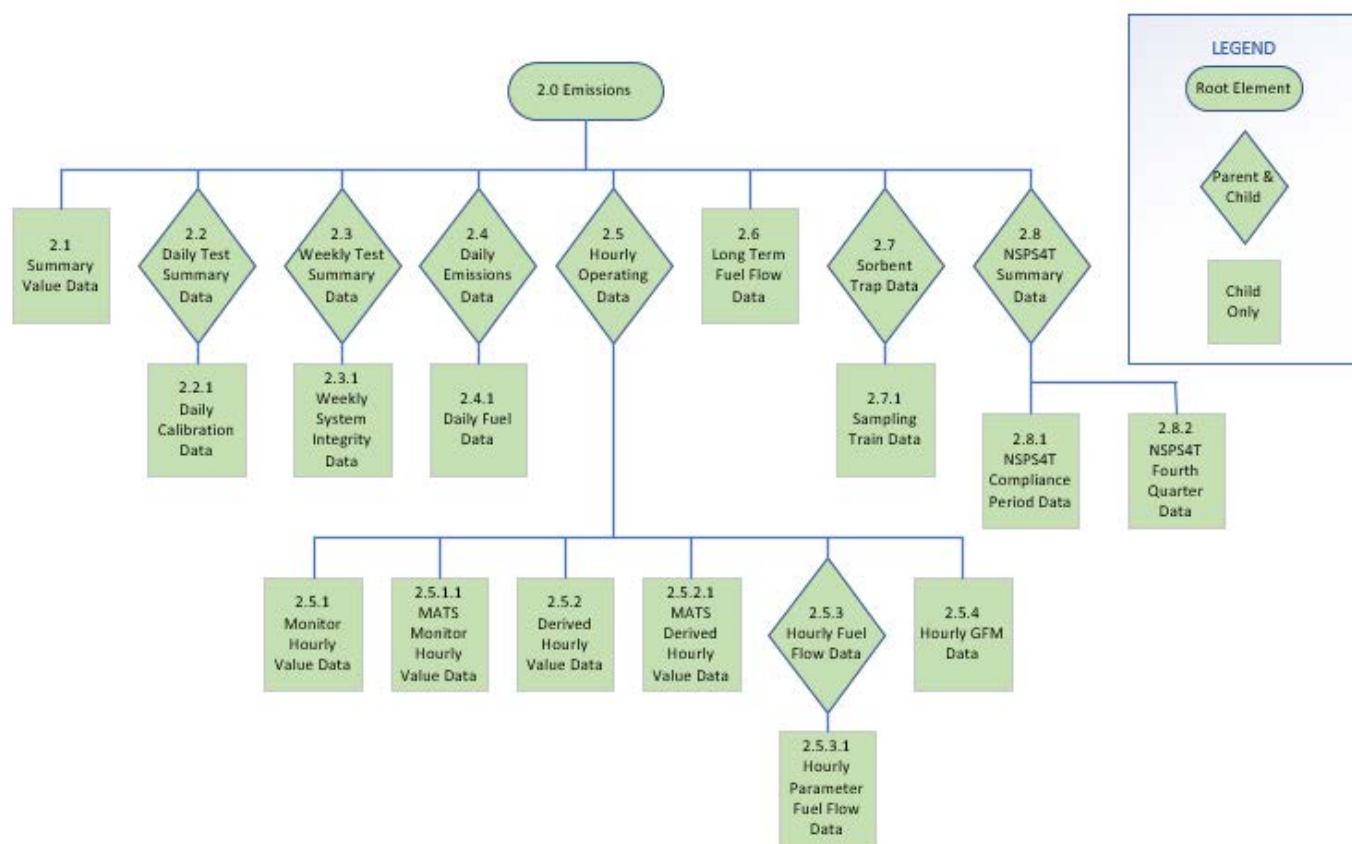 LEGEND
Root Element
Parent &
Child
Child
Only
2.0 Emissions
2.1
Summary
Value Data
2.2
Daily Test
Summary
Data
2.3
Weekly Test
Summary
Data
2.4
Daily
Emissions
Data
2.5
Hourly
Operating
Data
2.6
Long Term
Fuel Flow
Data
2.7
Sorbent
Trap Data
2.8
NSPS4T
Summary
Data
2.2.1
Daily
Calibration
Data
2.3.1
Weekly
System
Integrity
Data
2.4.1
Daily Fuel
Data
2.7.1
Sampling
Train Data
2.8.1
NSPS4T
Compliance
Period Data
2.8.2
NSPS4T
Fourth
Quarter
Data
2.5.1
Monitor
Hourly
Value Data
2.5.1.1
MATS
Monitor
Hourly
Value Data
2.5.2
Derived
Hourly
Value Data
2.5.2.1
MATS
Derived
Hourly
Value Data
2.5.3
Hourly Fuel
Flow Data
2.5.4
Hourly GFM
Data
2.5.3.1
Hourly
Parameter
Fuel Flow
Data